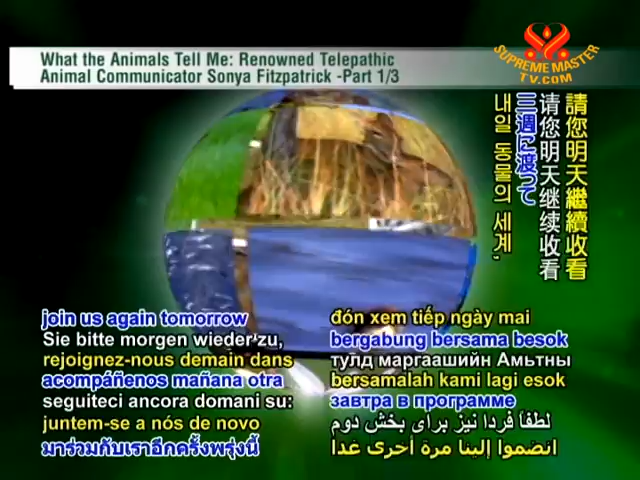 What the Animals Tell Me: Renowned Telepathic
Animal Communicator Sonya Fitzpatrick -Part 1/3
SUPREME MASTER
TV.COM
請您明天繼續收看
请您明天继续收看
三週に渡って
내일 동물의 세계,
join us again tomorrow
Sie bitte morgen wieder zu,
rejoignez-nous demain dans
acompáñenos mañana otra
seguiteci ancora domani su:
juntem-se a nós de novo
มาร่วมกับเราอีกครั้งพรุ่งนี้
đón xem tiếp ngày mai
bergabung bersama besok
тулд маргаашийн Амьтны
bersamalah kami lagi esok
завтра в программе
لطفاً فردا نیز برای بخش دوم
انضموا إلينا مرة أخرى غدا